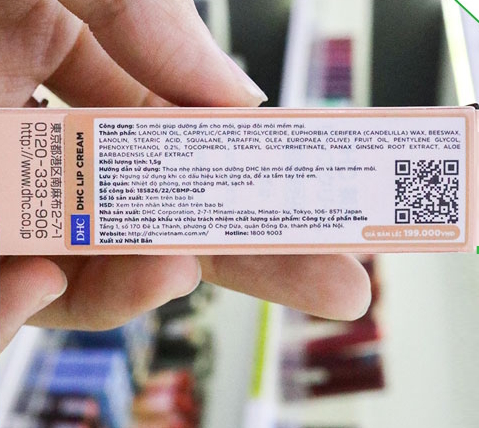 東京都港区南麻布2-7-1
0120-333-906
http://www.dhc.co.jp
DHC
DHC LIP CREAM
Công dụng: Son môi giúp dưỡng ẩm cho môi, giúp đôi môi mềm mại.
Thành phần: LANOLIN OIL, CAPRYLIC/CAPRIC TRIGLYCERIDE, EUPHORBIA CERIFERA (CANDELILLA) WAX, BEESWAX,
LANOLIN, STEARIC ACID, SQUALANE, PARAFFIN, OLEA EUROPAEA (OLIVE) FRUIT OIL, PENTYLENE GLYCOL,
PHENOXYETHANOL 0.2%, TOCOPHEROL, STEARYL GLYCYRRHETINATE, PANAX GINSENG ROOT EXTRACT, ALOE
BARBADENSIS LEAF EXTRACT
Khối lượng tịnh: 1,5g
Hướng dẫn sử dụng: Thoa nhẹ nhàng son dưỡng DHC lên môi để dưỡng ẩm và làm mềm môi.
Lưu ý: Ngưng sử dụng khi có dấu hiệu kích ứng da, để xa tầm tay trẻ em.
Bảo quản: Nhiệt độ phòng, nơi thoáng mát, sạch sẽ.
Số công bố: 185826/22/CBMP-QLD
Số lô sản xuất: Xem trên bao bì
HSD: Xem trên nhãn khác dán trên bao bì
Nhà sản xuất: DHC Corporation, 2-7-1 Minami-azabu, Minato- ku, Tokyo, 106- 8571 Japan
Thương nhân nhập khẩu và chịu trách nhiệm chất lượng sản phẩm: Công ty cổ phần Belie
Tầng 1, số 170 Đê La Thành, phường Ô Chợ Dừa, quận Đống Đa, thành phố Hà Nội.
Website: http://dhcvietnam.com.vn/ Hotline: 1800 9003
Xuất xứ Nhật Bản
GIÁ BÁN LẺ: 199.000VNĐ